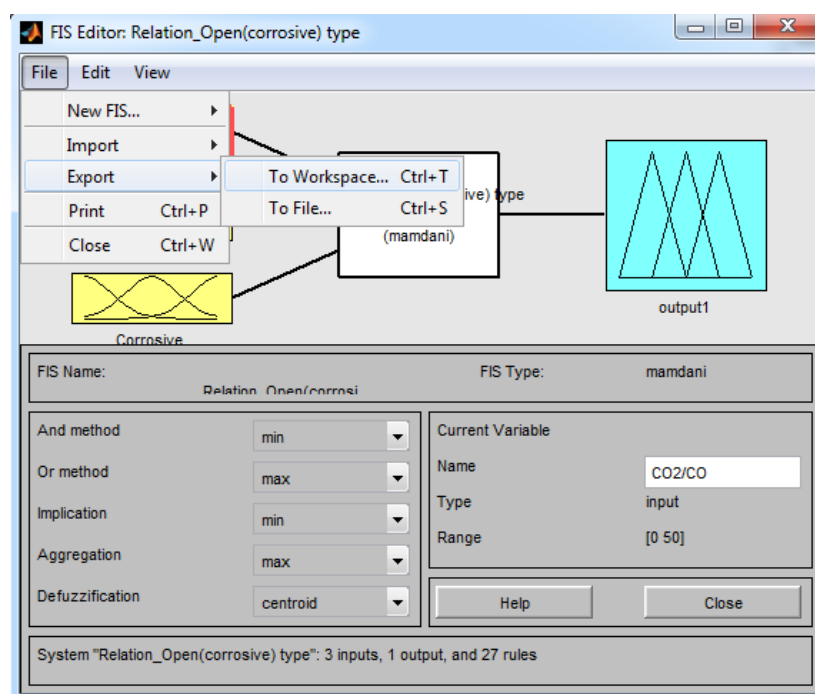 FIS Editor: Relation_Open(corrosive) type
File Edit View
New FIS...
Import
Export
To Workspace... Ctrl+T
Print Ctrl+P
To File... Ctrl+S
Close Ctrl+W
ive) type
(mamdani)
output1
Corrosive
FIS Name:
Relation_Open(corrosi
FIS Type:
mamdani
And method
min
Or method
max
Implication
min
Aggregation
max
Defuzzification
centroid
Current Variable
Name
CO2/CO
Type
input
Range
[0 50]
Help
Close
System "Relation_Open(corrosive) type": 3 inputs, 1 output, and 27 rules